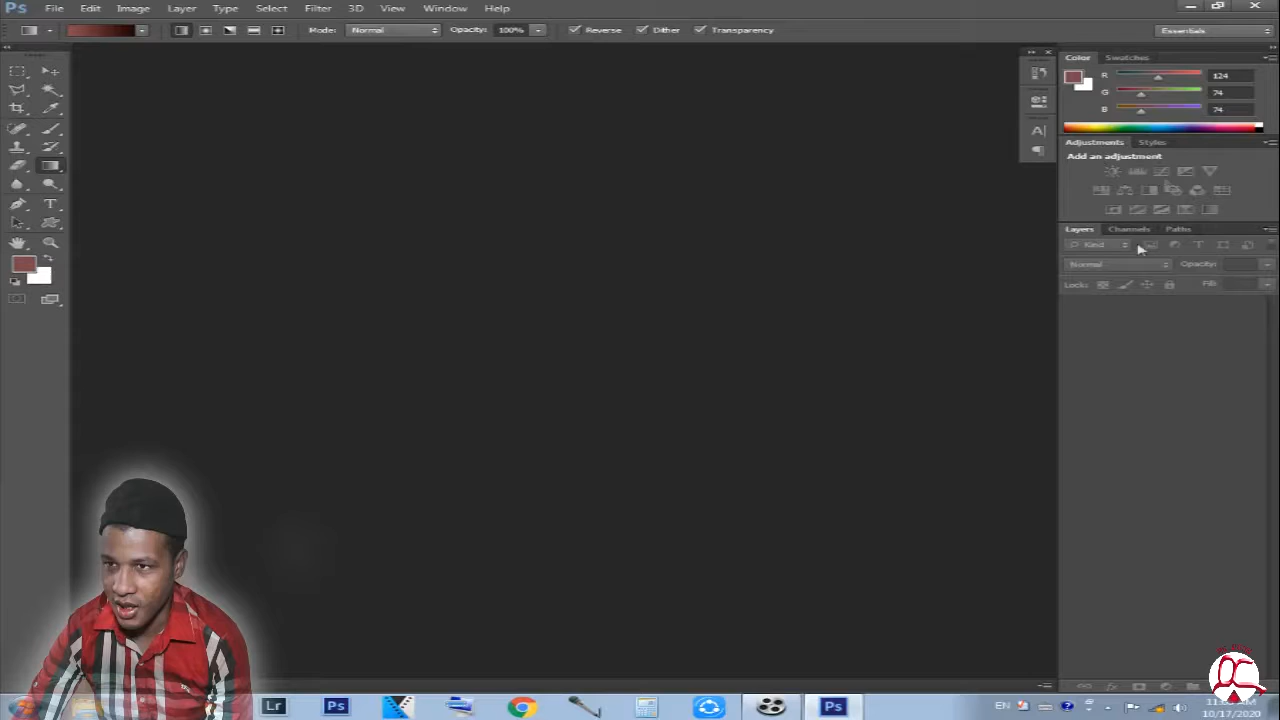 Ps File Edit Image Layer Type Select Filter 3D View Window Help
Mode: Normal Opacity: 100% Reverse Dither Transparency Essentials
Color Swatches
R 124
G 74
B 74
Adjustments Styles
Add an adjustment
Layers Channels Paths
Kind
Normal Opacity:
Lock: Fill:
A|
T
T
Lr Ps Ps EN
10/17/2020